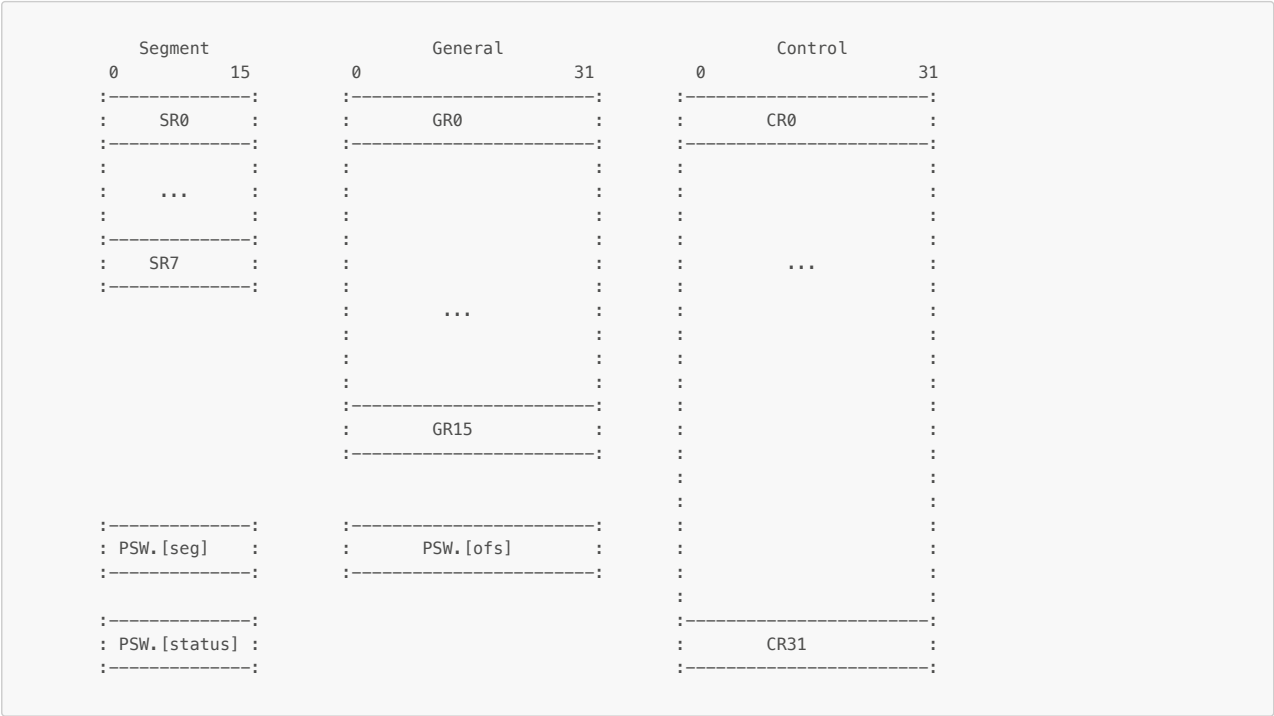 Segment                      General                           Control
    0           15          0                     31          0                     31
   :--------------:        :------------------------:       :------------------------:
   :     SR0      :        :        GR0             :       :        CR0             :
   :--------------:        :------------------------:       :------------------------:
   :              :        :                        :       :                        :
   :     ...      :        :                        :       :                        :
   :              :        :                        :       :                        :
   :--------------:        :                        :       :                        :
   :    SR7       :        :                        :       :          ...           :
   :--------------:        :                        :       :                        :
                           :         ...            :       :                        :
                           :                        :       :                        :
                           :                        :       :                        :
                           :                        :       :                        :
                           :------------------------:       :                        :
                           :        GR15            :       :                        :
                           :------------------------:       :                        :
                                                            :                        :
                                                            :                        :
   :--------------:        :------------------------:       :                        :
   : PSW.[seg]    :        :       PSW.[ofs]        :       :                        :
   :--------------:        :------------------------:       :                        :
                                                            :                        :
   :--------------:                                         :------------------------:
   : PSW.[status] :                                         :        CR31            :
   :--------------:                                         :------------------------: